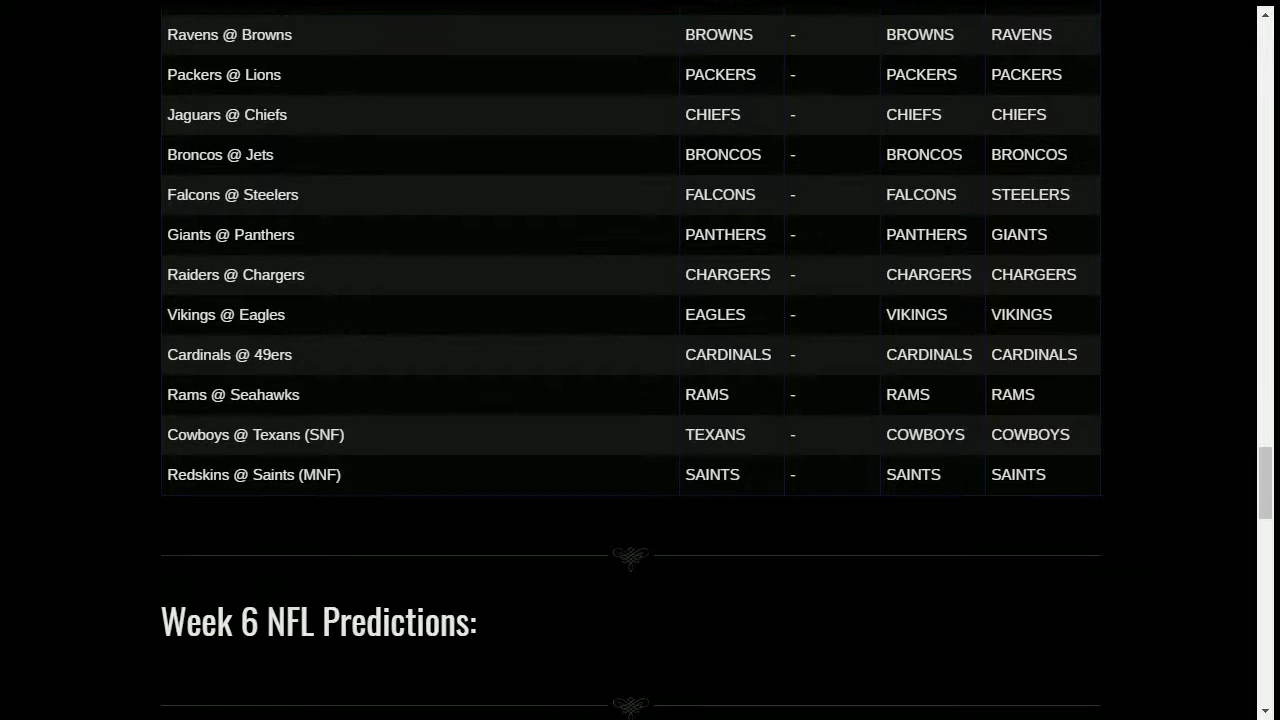 Ravens @ Browns BROWNS - BROWNS RAVENS
Packers @ Lions PACKERS - PACKERS PACKERS
Jaguars @ Chiefs CHIEFS - CHIEFS CHIEFS
Broncos @ Jets BRONCOS - BRONCOS BRONCOS
Falcons @ Steelers FALCONS - FALCONS STEELERS
Giants @ Panthers PANTHERS - PANTHERS GIANTS
Raiders @ Chargers CHARGERS - CHARGERS CHARGERS
Vikings @ Eagles EAGLES - VIKINGS VIKINGS
Cardinals @ 49ers CARDINALS - CARDINALS CARDINALS
Rams @ Seahawks RAMS - RAMS RAMS
Cowboys @ Texans (SNF) TEXANS - COWBOYS COWBOYS
Redskins @ Saints (MNF) SAINTS - SAINTS SAINTS
Week 6 NFL Predictions: